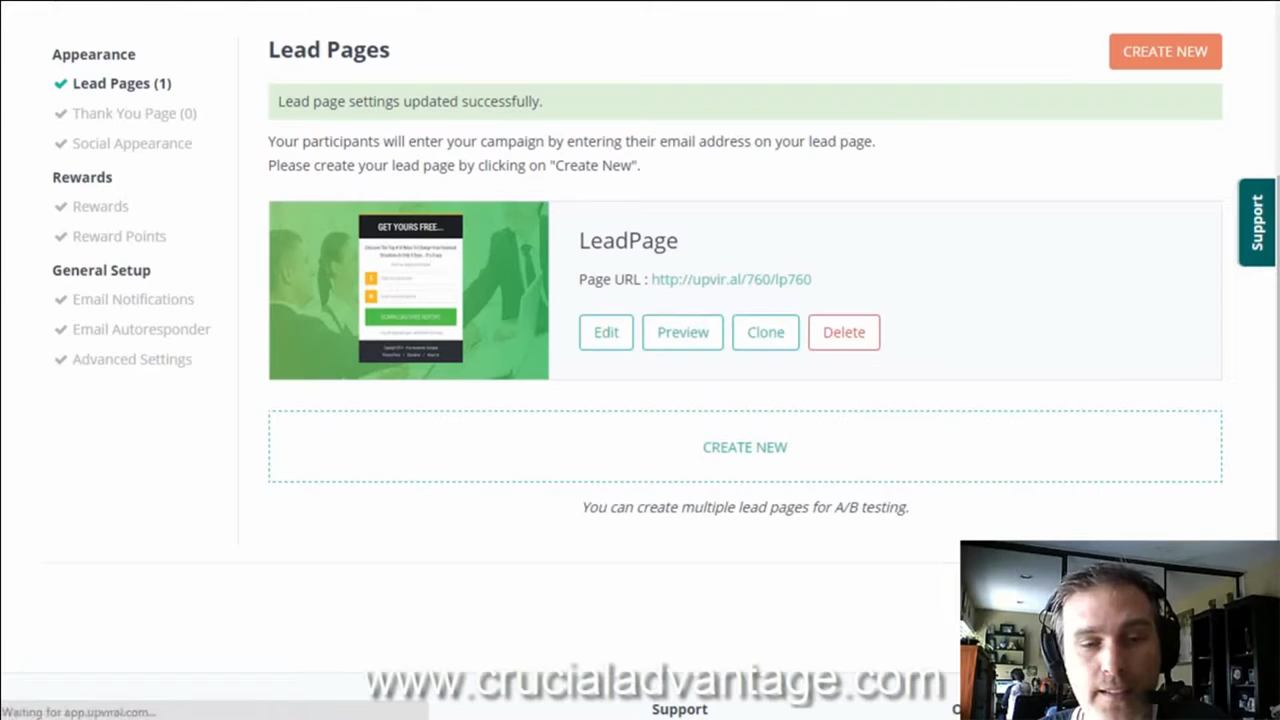 Appearance
Lead Pages (1)
Thank You Page (0)
Social Appearance
Rewards
Rewards
Reward Points
General Setup
Email Notifications
Email Autoresponder
Advanced Settings
Lead Pages
CREATE NEW
Lead page settings updated successfully.
Your participants will enter your campaign by entering their email address on your lead page.
Please create your lead page by clicking on "Create New".
GET YOURS FREE...
DOWNLOAD FREE REPORT
LeadPage
Page URL : http://upvir.al/760/lp760
Edit
Preview
Clone
Delete
CREATE NEW
You can create multiple lead pages for A/B testing.
Support
www.crucialadvantage.com
Waiting for app.upviral.com...
Support